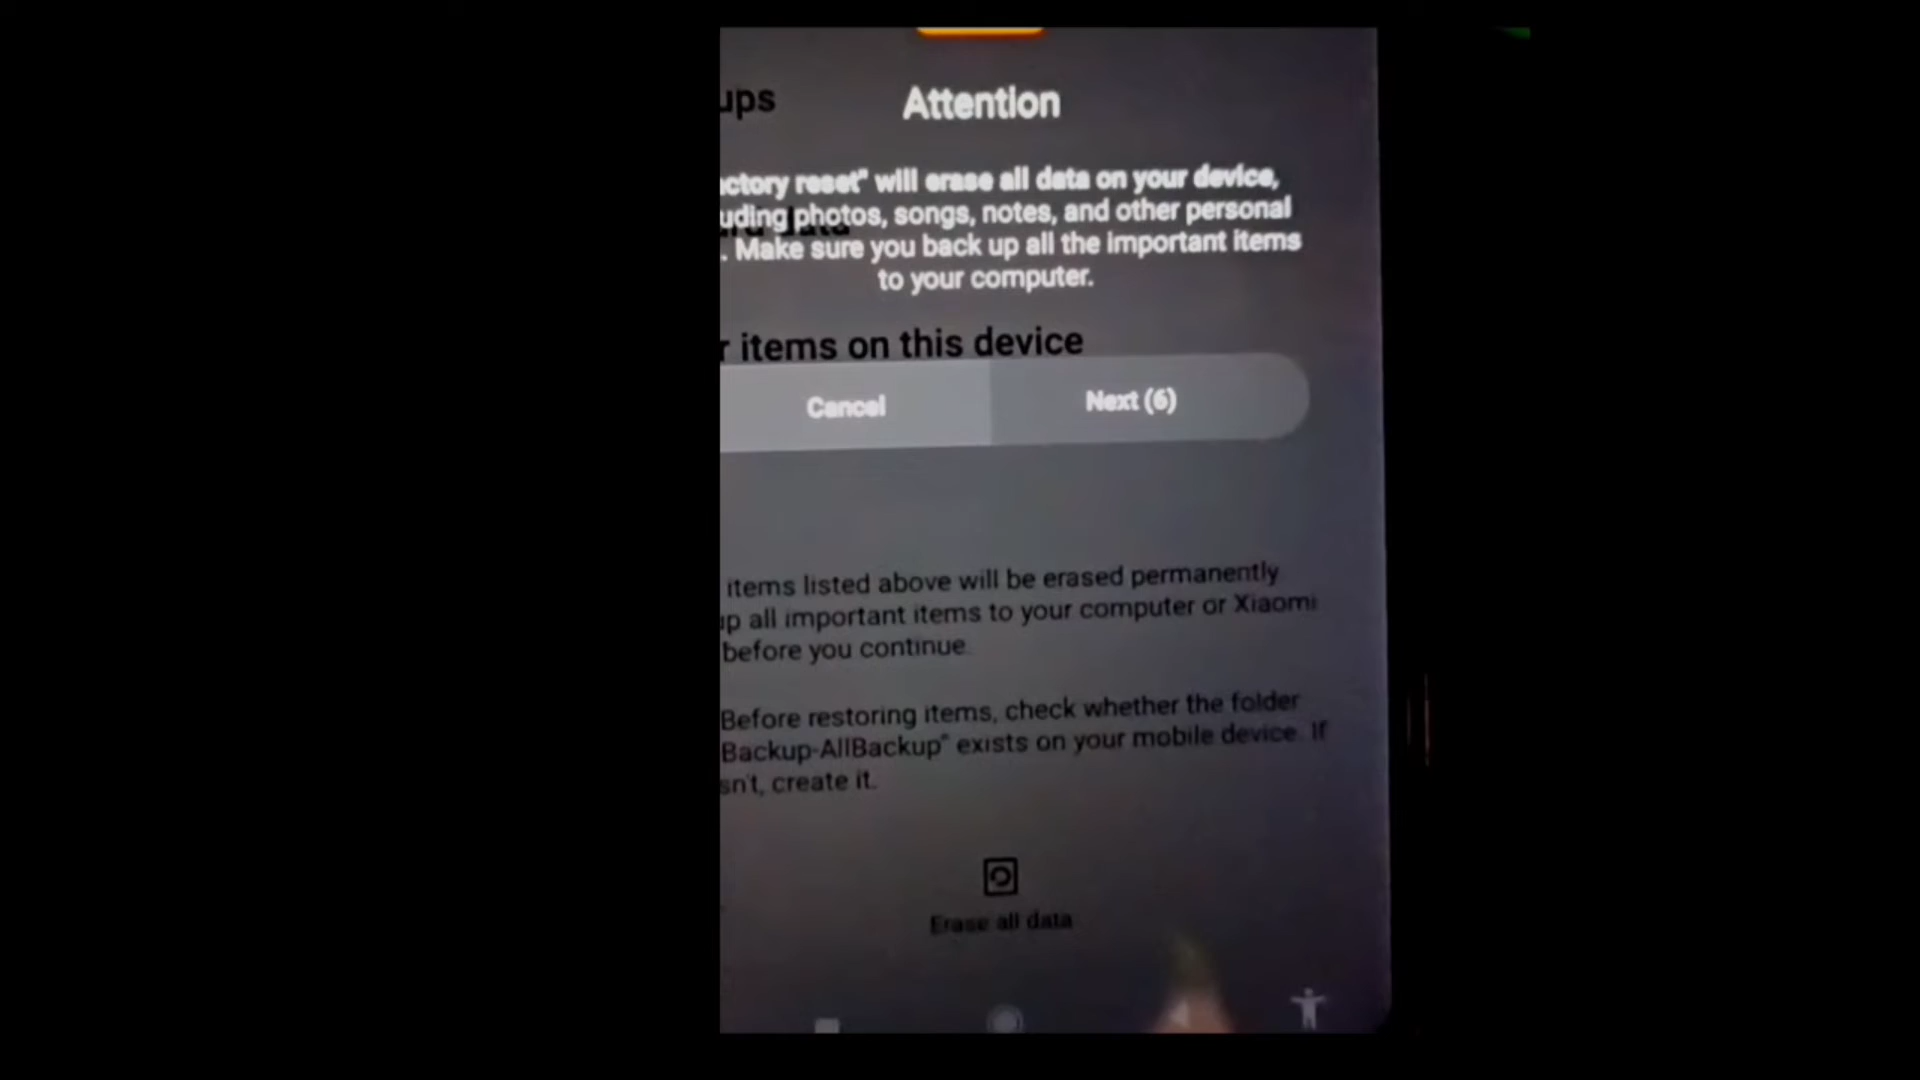 ups
Attention
actory reset" will erase all data on your device,
uding photos, songs, notes, and other personal
. Make sure you back up all the important items
to your computer.
r items on this device
Cancel
Next (6)
items listed above will be erased permanently
up all important items to your computer or Xiaomi
before you continue
Before restoring items, check whether the folder
Backup-AllBackup" exists on your mobile device. If
sn't, create it.
Erase all data